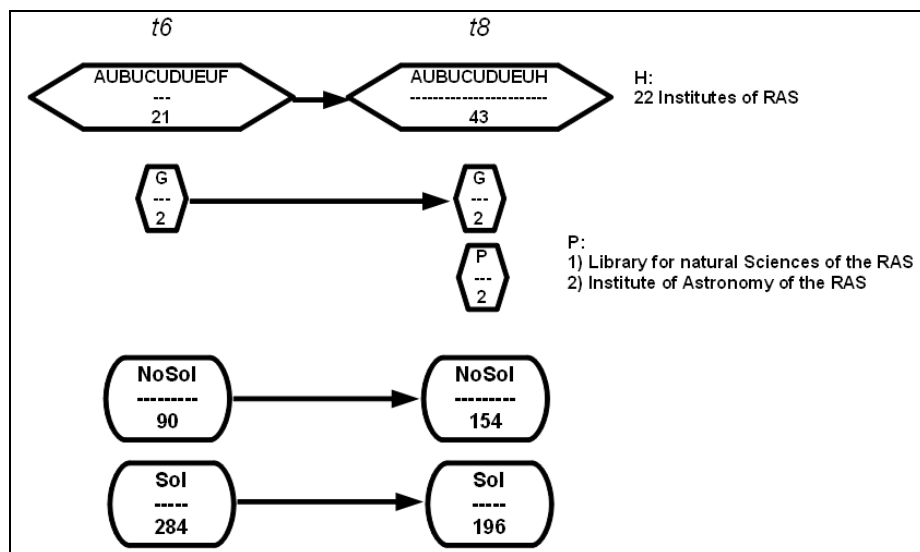 t6 t8
AUBUCUDUEUF
---
21
AUBUCUDUEUH
-----------------------
43
H:
22 Institutes of RAS
G
---
2
G
---
2
P
---
2
P:
1) Library for natural Sciences of the RAS
2) Institute of Astronomy of the RAS
NoSol
---------
90
NoSol
---------
154
Sol
-----
284
Sol
-----
196